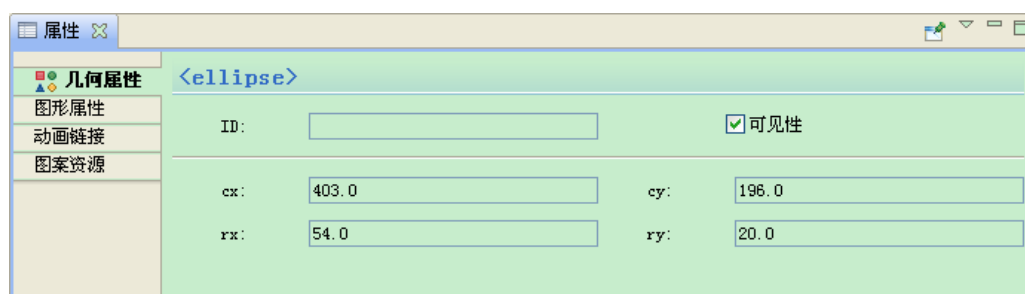 属性
几何属性
图形属性
动画链接
图案资源
<ellipse>
ID:
可见性
cx: 403.0 cy: 196.0
rx: 54.0 ry: 20.0